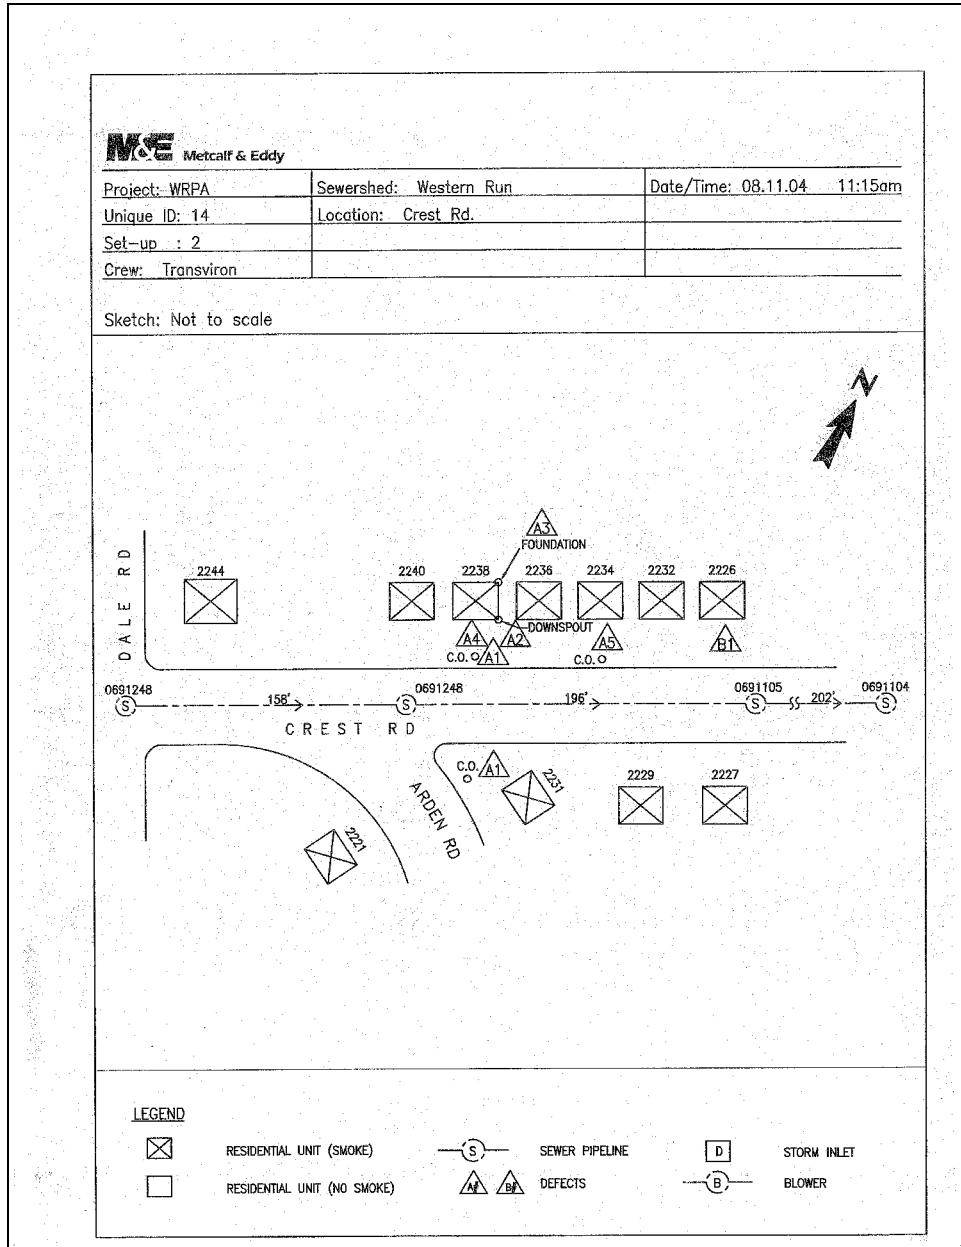 M&E Metcalf & Eddy
Project: WRPA Sewershed: Western Run Date/Time: 08.11.04 11:15am
Unique ID: 14 Location: Crest Rd.
Set-up : 2
Crew: Transviron
Sketch: Not to scale
N
A3
FOUNDATION
2244 2240 2238 2236 2234 2232 2226
DALE RD
DOWNSPOUT
A4 A2 A5 B1
C.O. A1 C.O.
0691248 0691248 0691105 0691104
S 158' S 196' S 202' S
CREST RD
C.O. A1
2231 2229 2227
ARDEN RD
2221
LEGEND
RESIDENTIAL UNIT (SMOKE) S SEWER PIPELINE D STORM INLET
RESIDENTIAL UNIT (NO SMOKE) A# B# DEFECTS B BLOWER